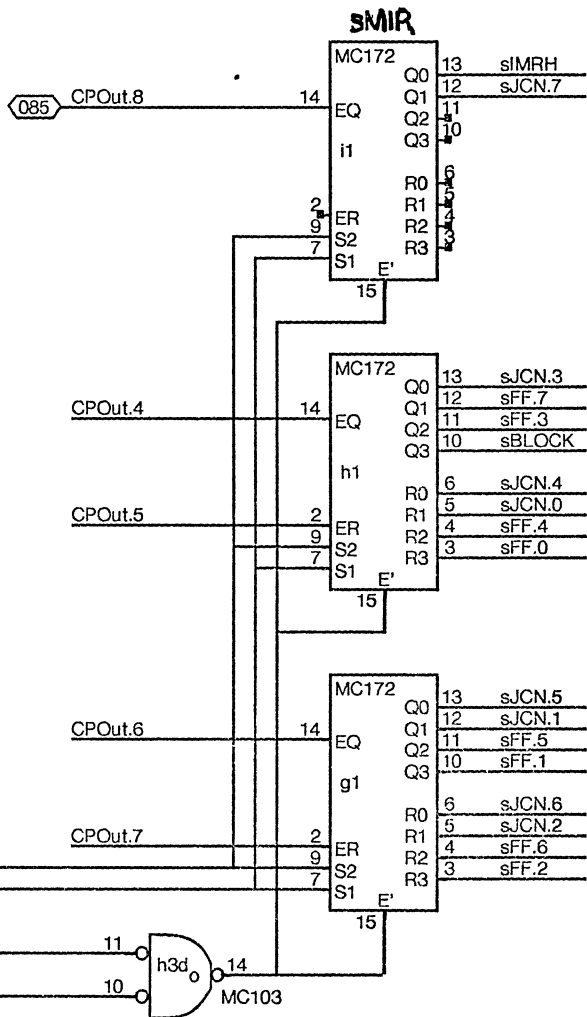 sMIR
MC172
Q0 13 sIMRH
Q1 12 sJCN.7
085 CPOut.8 14 EQ
Q2 11
Q3 10
i1
R0 6
2 ER R1 5
9 S2 R2 4
7 S1 R3 3
E'
15
MC172
Q0 13 sJCN.3
Q1 12 sFF.7
CPOut.4 14 EQ
Q2 11 sFF.3
Q3 10 sBLOCK
h1
R0 6 sJCN.4
CPOut.5 2 ER R1 5 sJCN.0
9 S2 R2 4 sFF.4
7 S1 R3 3 sFF.0
E'
15
MC172
Q0 13 sJCN.5
Q1 12 sJCN.1
CPOut.6 14 EQ
Q2 11 sFF.5
Q3 10 sFF.1
g1
R0 6 sJCN.6
CPOut.7 2 ER R1 5 sJCN.2
9 S2 R2 4 sFF.6
7 S1 R3 3 sFF.2
E'
15
11 h3d o 14
10 MC103